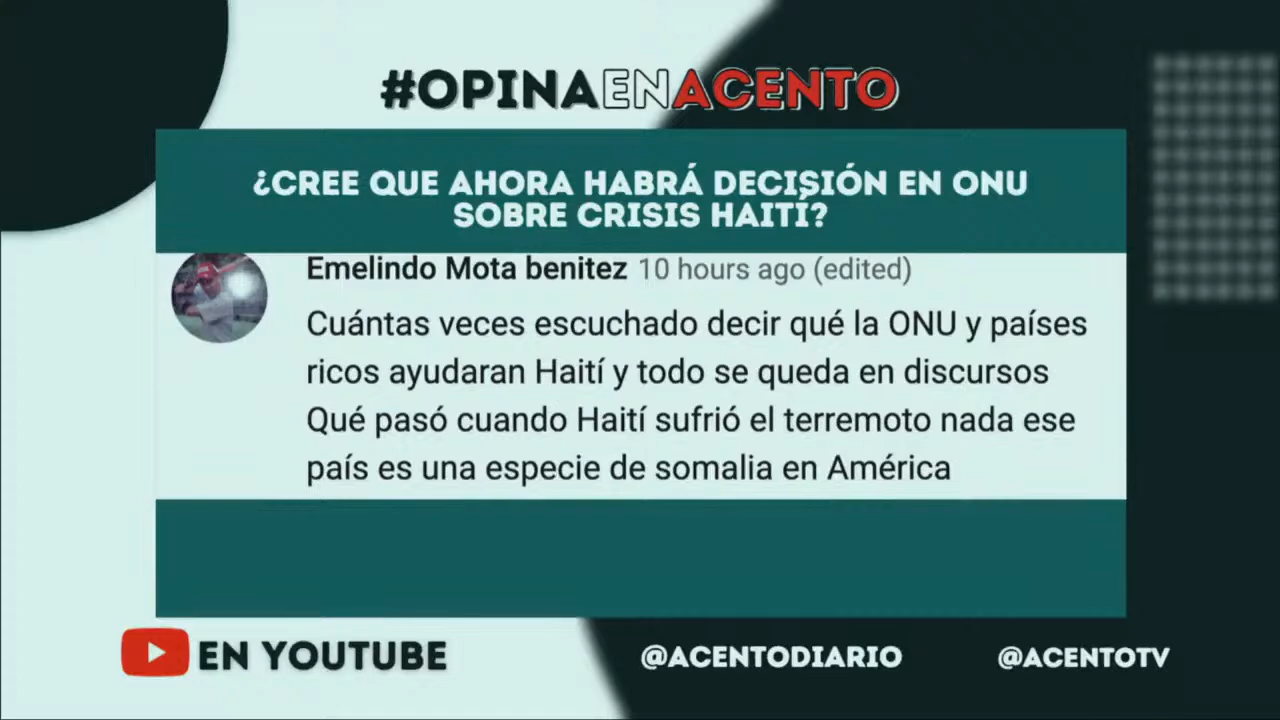 #OPINAENACENTO
¿CREE QUE AHORA HABRÁ DECISIÓN EN ONU
SOBRE CRISIS HAITÍ?
Emelindo Mota benitez 10 hours ago (edited)
Cuántas veces escuchado decir qué la ONU y países
ricos ayudaran Haití y todo se queda en discursos
Qué pasó cuando Haití sufrió el terremoto nada ese
país es una especie de somalia en América
EN YOUTUBE @ACENTODIARIO @ACENTOTV